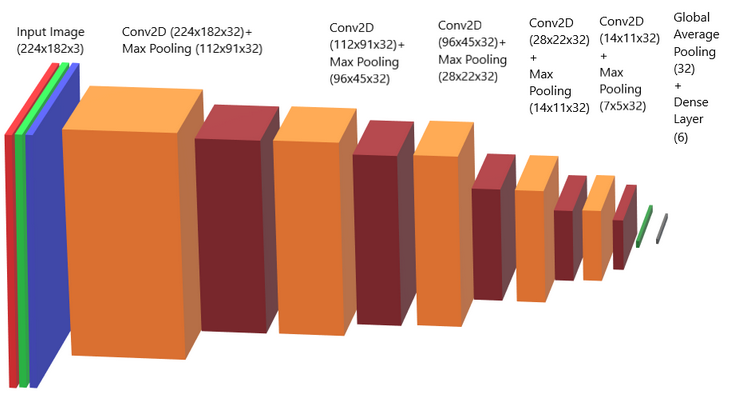 Input Image
(224x182x3)
Conv2D (224x182x32)+
Max Pooling (112x91x32)
Conv2D
(112x91x32)+
Max Pooling
(96x45x32)
Conv2D
(96x45x32)+
Max Pooling
(28x22x32)
Conv2D
(28x22x32)
+
Max
Pooling
(14x11x32)
Conv2D
(14x11x32)
+
Max
Pooling
(7x5x32)
Global
Average
Pooling
(32)
+
Dense
Layer
(6)